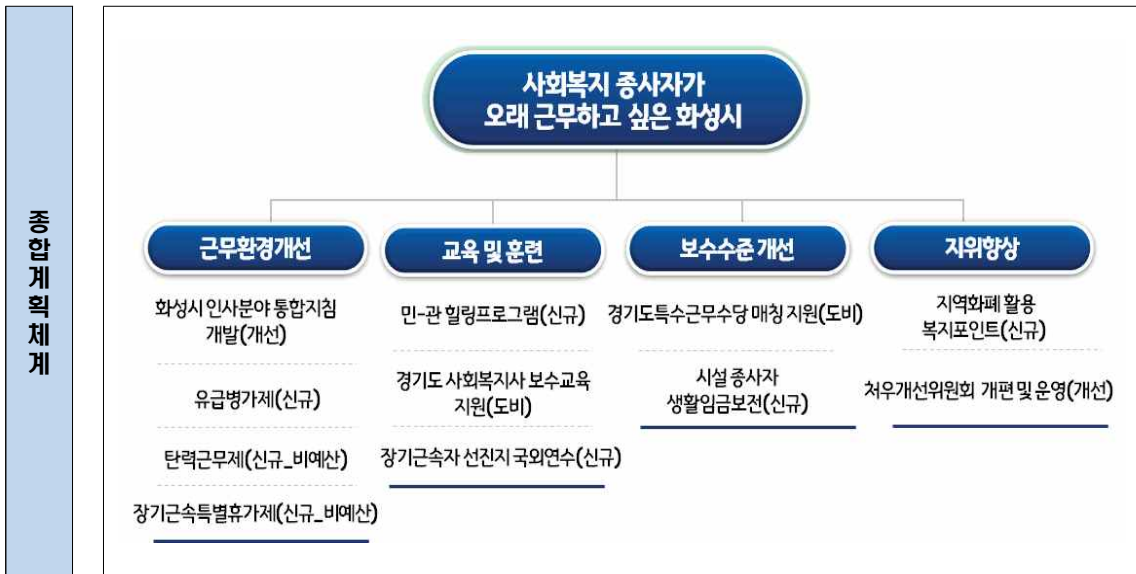 종합계획체계
사회복지 종사자가
오래 근무하고 싶은 화성시
근무환경개선
화성시 인사분야 통합지침
개발(개선)
유급병가제(신규)
탄력근무제(신규_비예산)
장기근속특별휴가제(신규_비예산)
교육 및 훈련
민-관 힐링프로그램(신규)
경기도 사회복지사 보수교육
지원(도비)
장기근속자 선진지 국외연수(신규)
보수수준 개선
경기도특수근무수당 매칭 지원(도비)
시설 종사자
생활임금보전(신규)
지위향상
지역화폐 활용
복지포인트(신규)
처우개선위원회 개편 및 운영(개선)